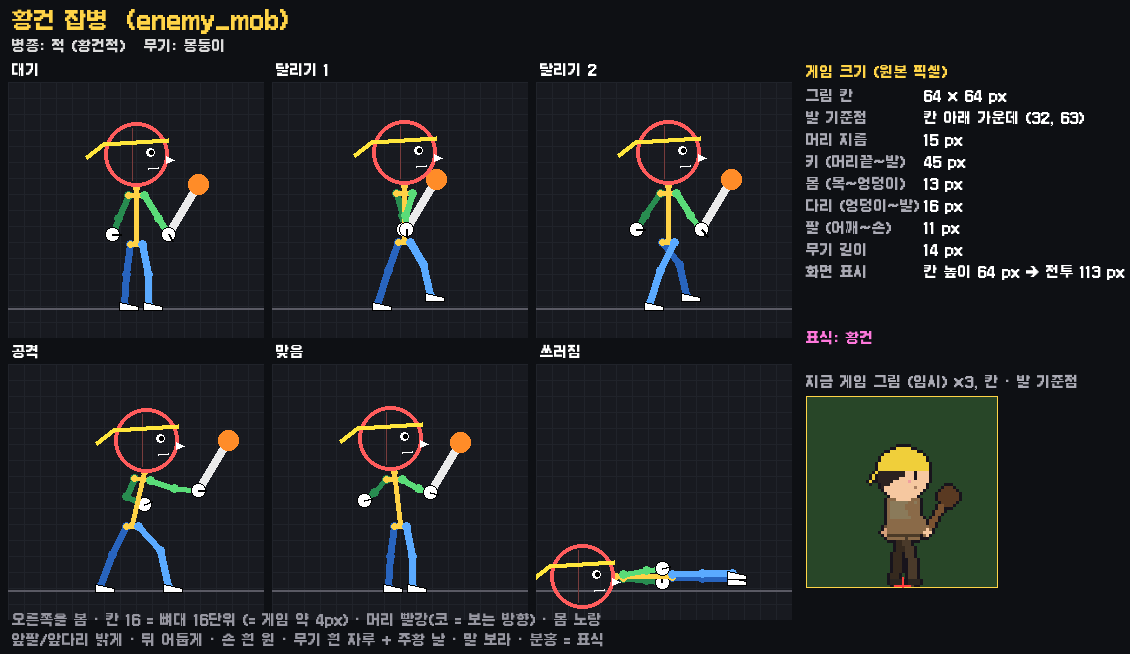 황건 잡병 (enemy_mob)
병종: 적 (황건적) 무기: 몽둥이
대기
달리기 1
달리기 2
공격
맞음
쓰러짐
게임 크기 (원본 픽셀)
그림 칸 64 × 64 px
발 기준점 칸 아래 가운데 (32, 63)
머리 지름 15 px
키 (머리끝~발) 45 px
몸 (목~엉덩이) 13 px
다리 (엉덩이~발) 16 px
팔 (어깨~손) 11 px
무기 길이 14 px
화면 표시 칸 높이 64 px → 전투 113 px
표식: 황건
지금 게임 그림 (임시) ×3, 칸 · 발 기준점
오른쪽을 봄 · 칸 16 = 뼈대 16단위 (= 게임 약 4px) · 머리 빨강(코 = 보는 방향) · 몸 노랑
앞팔/앞다리 밝게 · 뒤 어둡게 · 손 흰 원 · 무기 흰 자루 + 주황 날 · 말 보라 · 분홍 = 표식